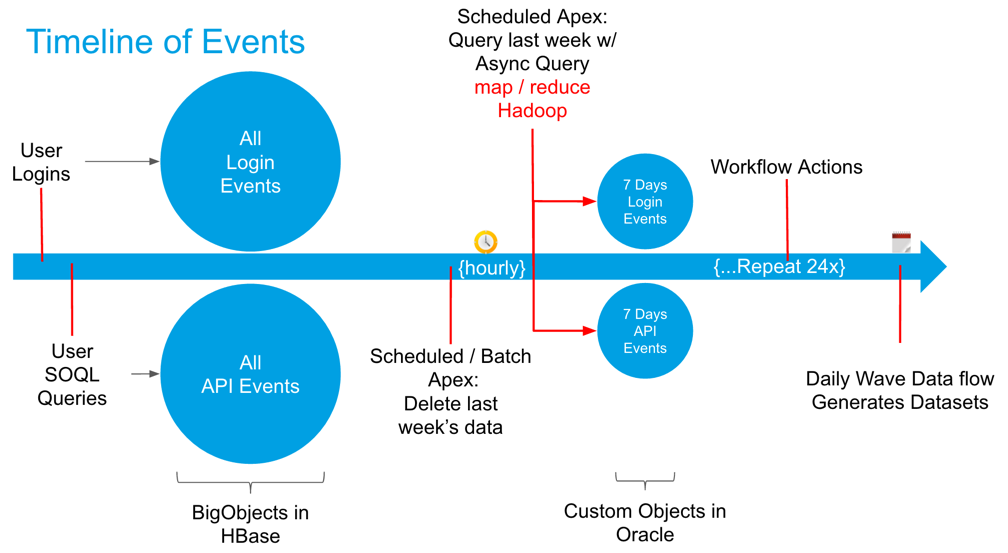 Timeline of Events
Scheduled Apex:
Query last week w/
Async Query
map / reduce
Hadoop
User
Logins
All
Login
Events
7 Days
Login
Events
Workflow Actions
{hourly}
{...Repeat 24x}
User
SOQL
Queries
All
API Events
Scheduled / Batch
Apex:
Delete last
week's data
7 Days
API
Events
Daily Wave Data flow
Generates Datasets
BigObjects in
HBase
Custom Objects in
Oracle